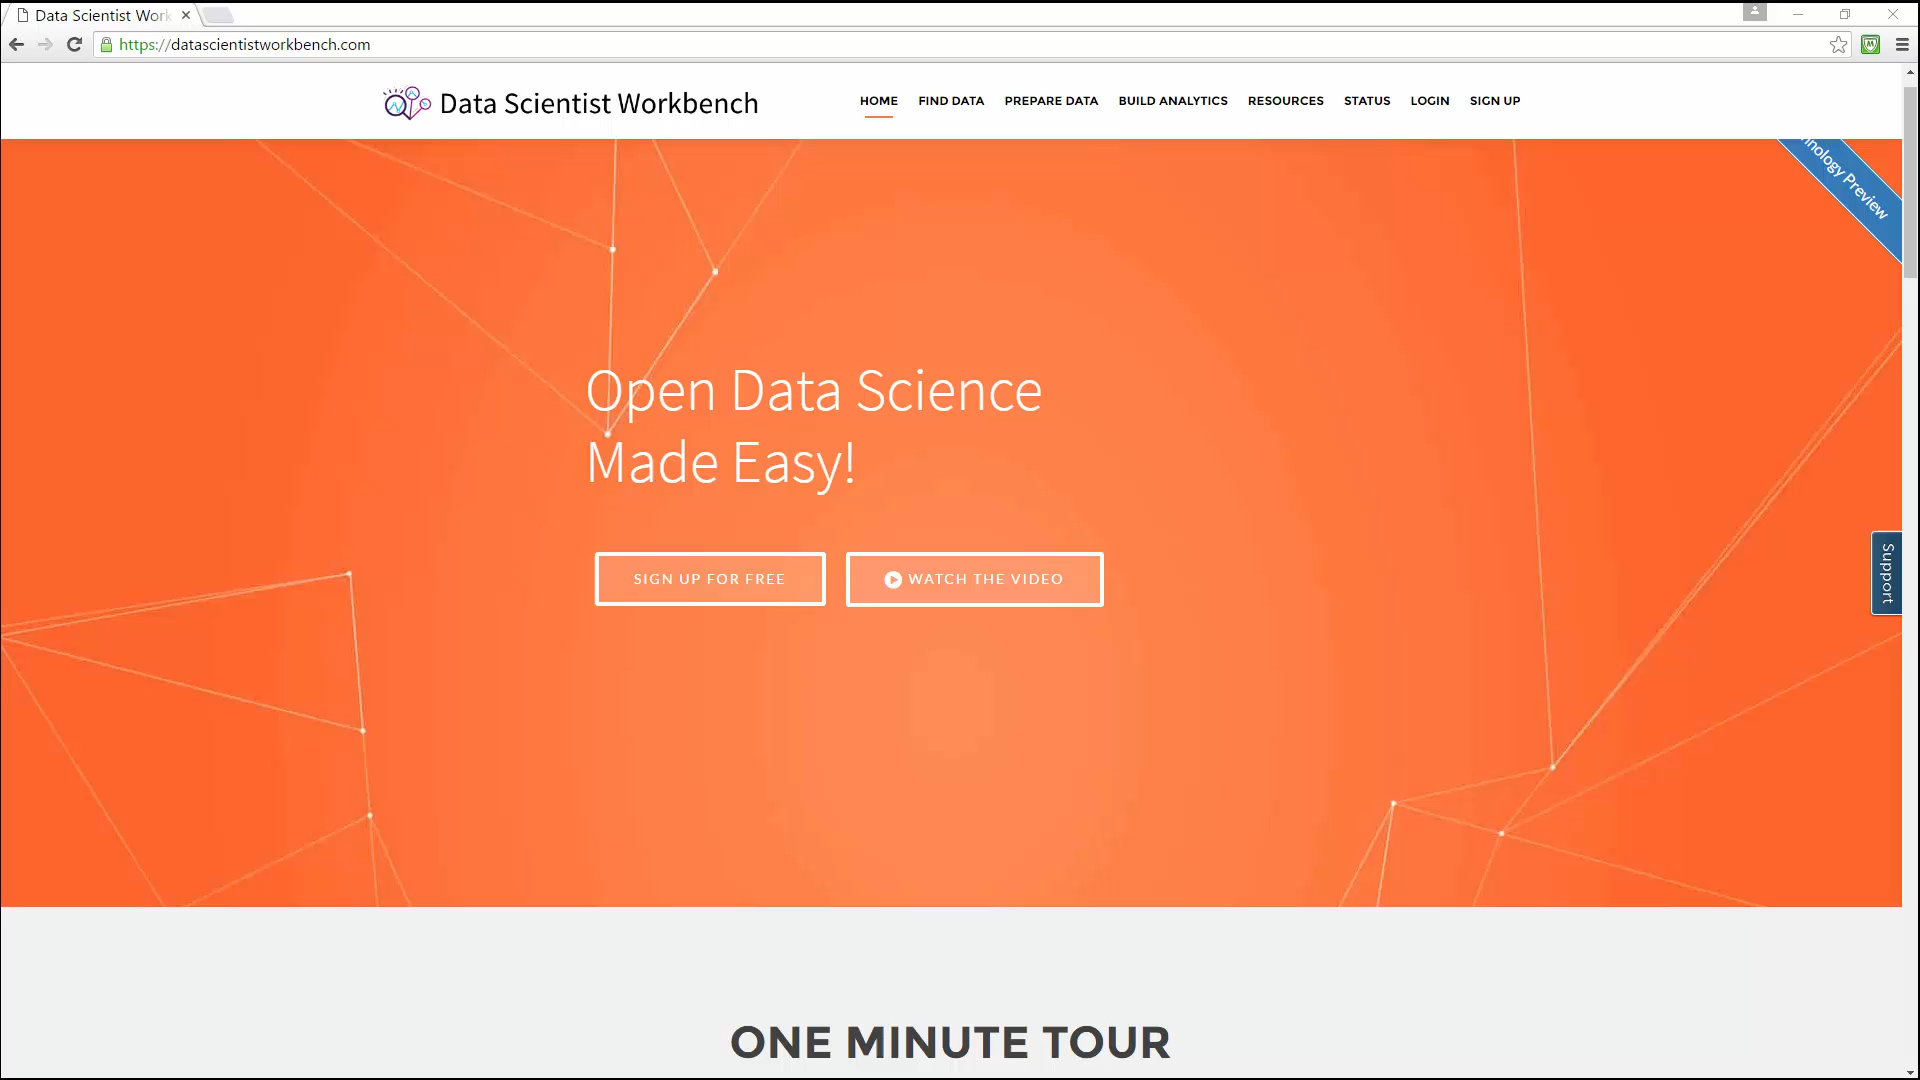 Data Scientist Work
https://datascientistworkbench.com
Data Scientist Workbench
HOME FIND DATA PREPARE DATA BUILD ANALYTICS RESOURCES STATUS LOGIN SIGN UP
nology Preview
Open Data Science
Made Easy!
SIGN UP FOR FREE
WATCH THE VIDEO
Support
ONE MINUTE TOUR